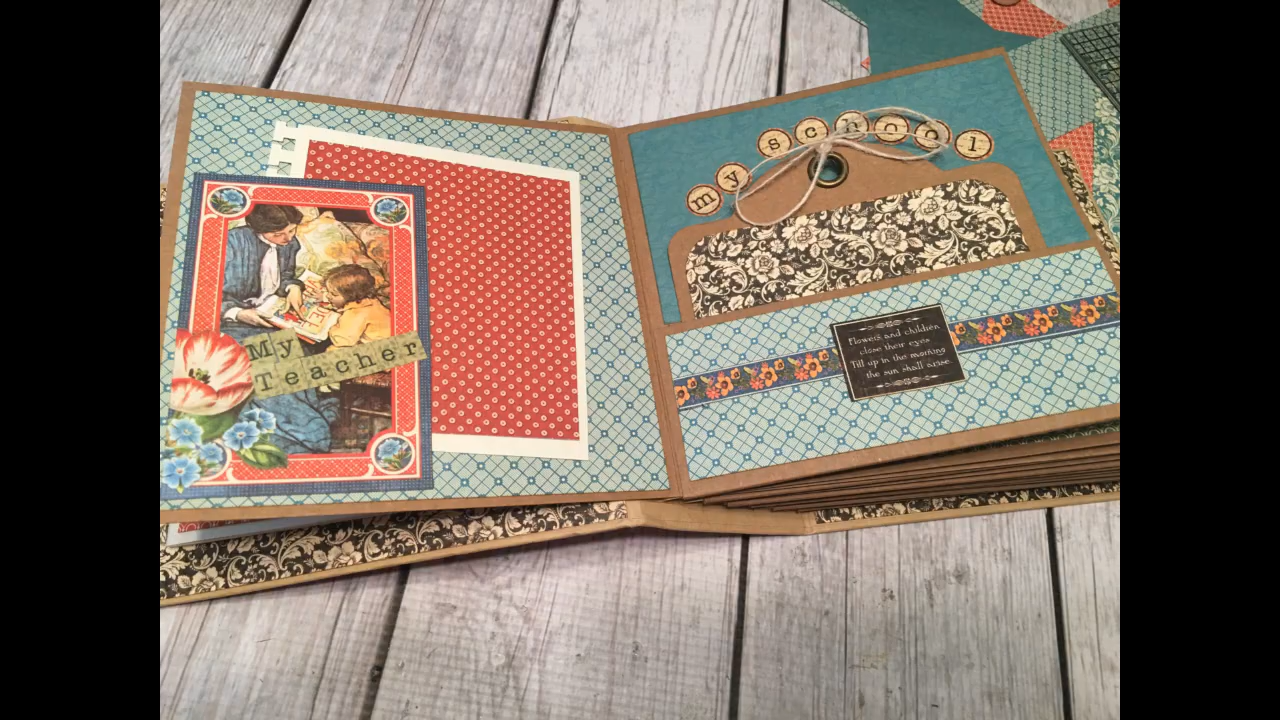 My
Teacher
my school
Flowers and children
close their eyes
Till up in the morning
the sun shall arise